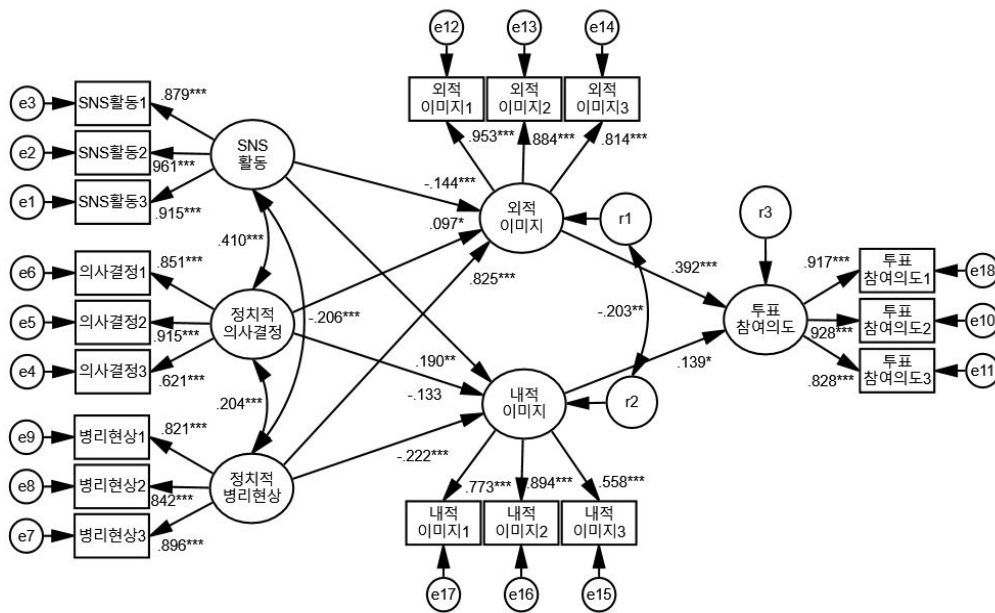 e12
e13
e14
외적
이미지1
외적
이미지2
외적
이미지3
.953***
.884***
.814***
e3
SNS활동1
.879***
e2
SNS활동2
961***
e1
SNS활동3
.915***
SNS
활동
-.144***
.097*
.825***
외적
이미지
r1
r3
.410***
-.206***
.392***
-.203**
e6
의사결정1
.851***
e5
의사결정2
.915***
e4
의사결정3
.621***
정치적
의사결정
.190**
-.133
.139*
투표
참여의도
.917***
투표
참여의도1
e18
928***
투표
참여의도2
e10
.828***
투표
참여의도3
e11
.204***
내적
이미지
r2
e9
병리현상1
.821***
e8
병리현상2
842***
e7
병리현상3
.896***
정치적
병리현상
-.222***
.773***
.894***
.558***
내적
이미지1
내적
이미지2
내적
이미지3
e17
e16
e15